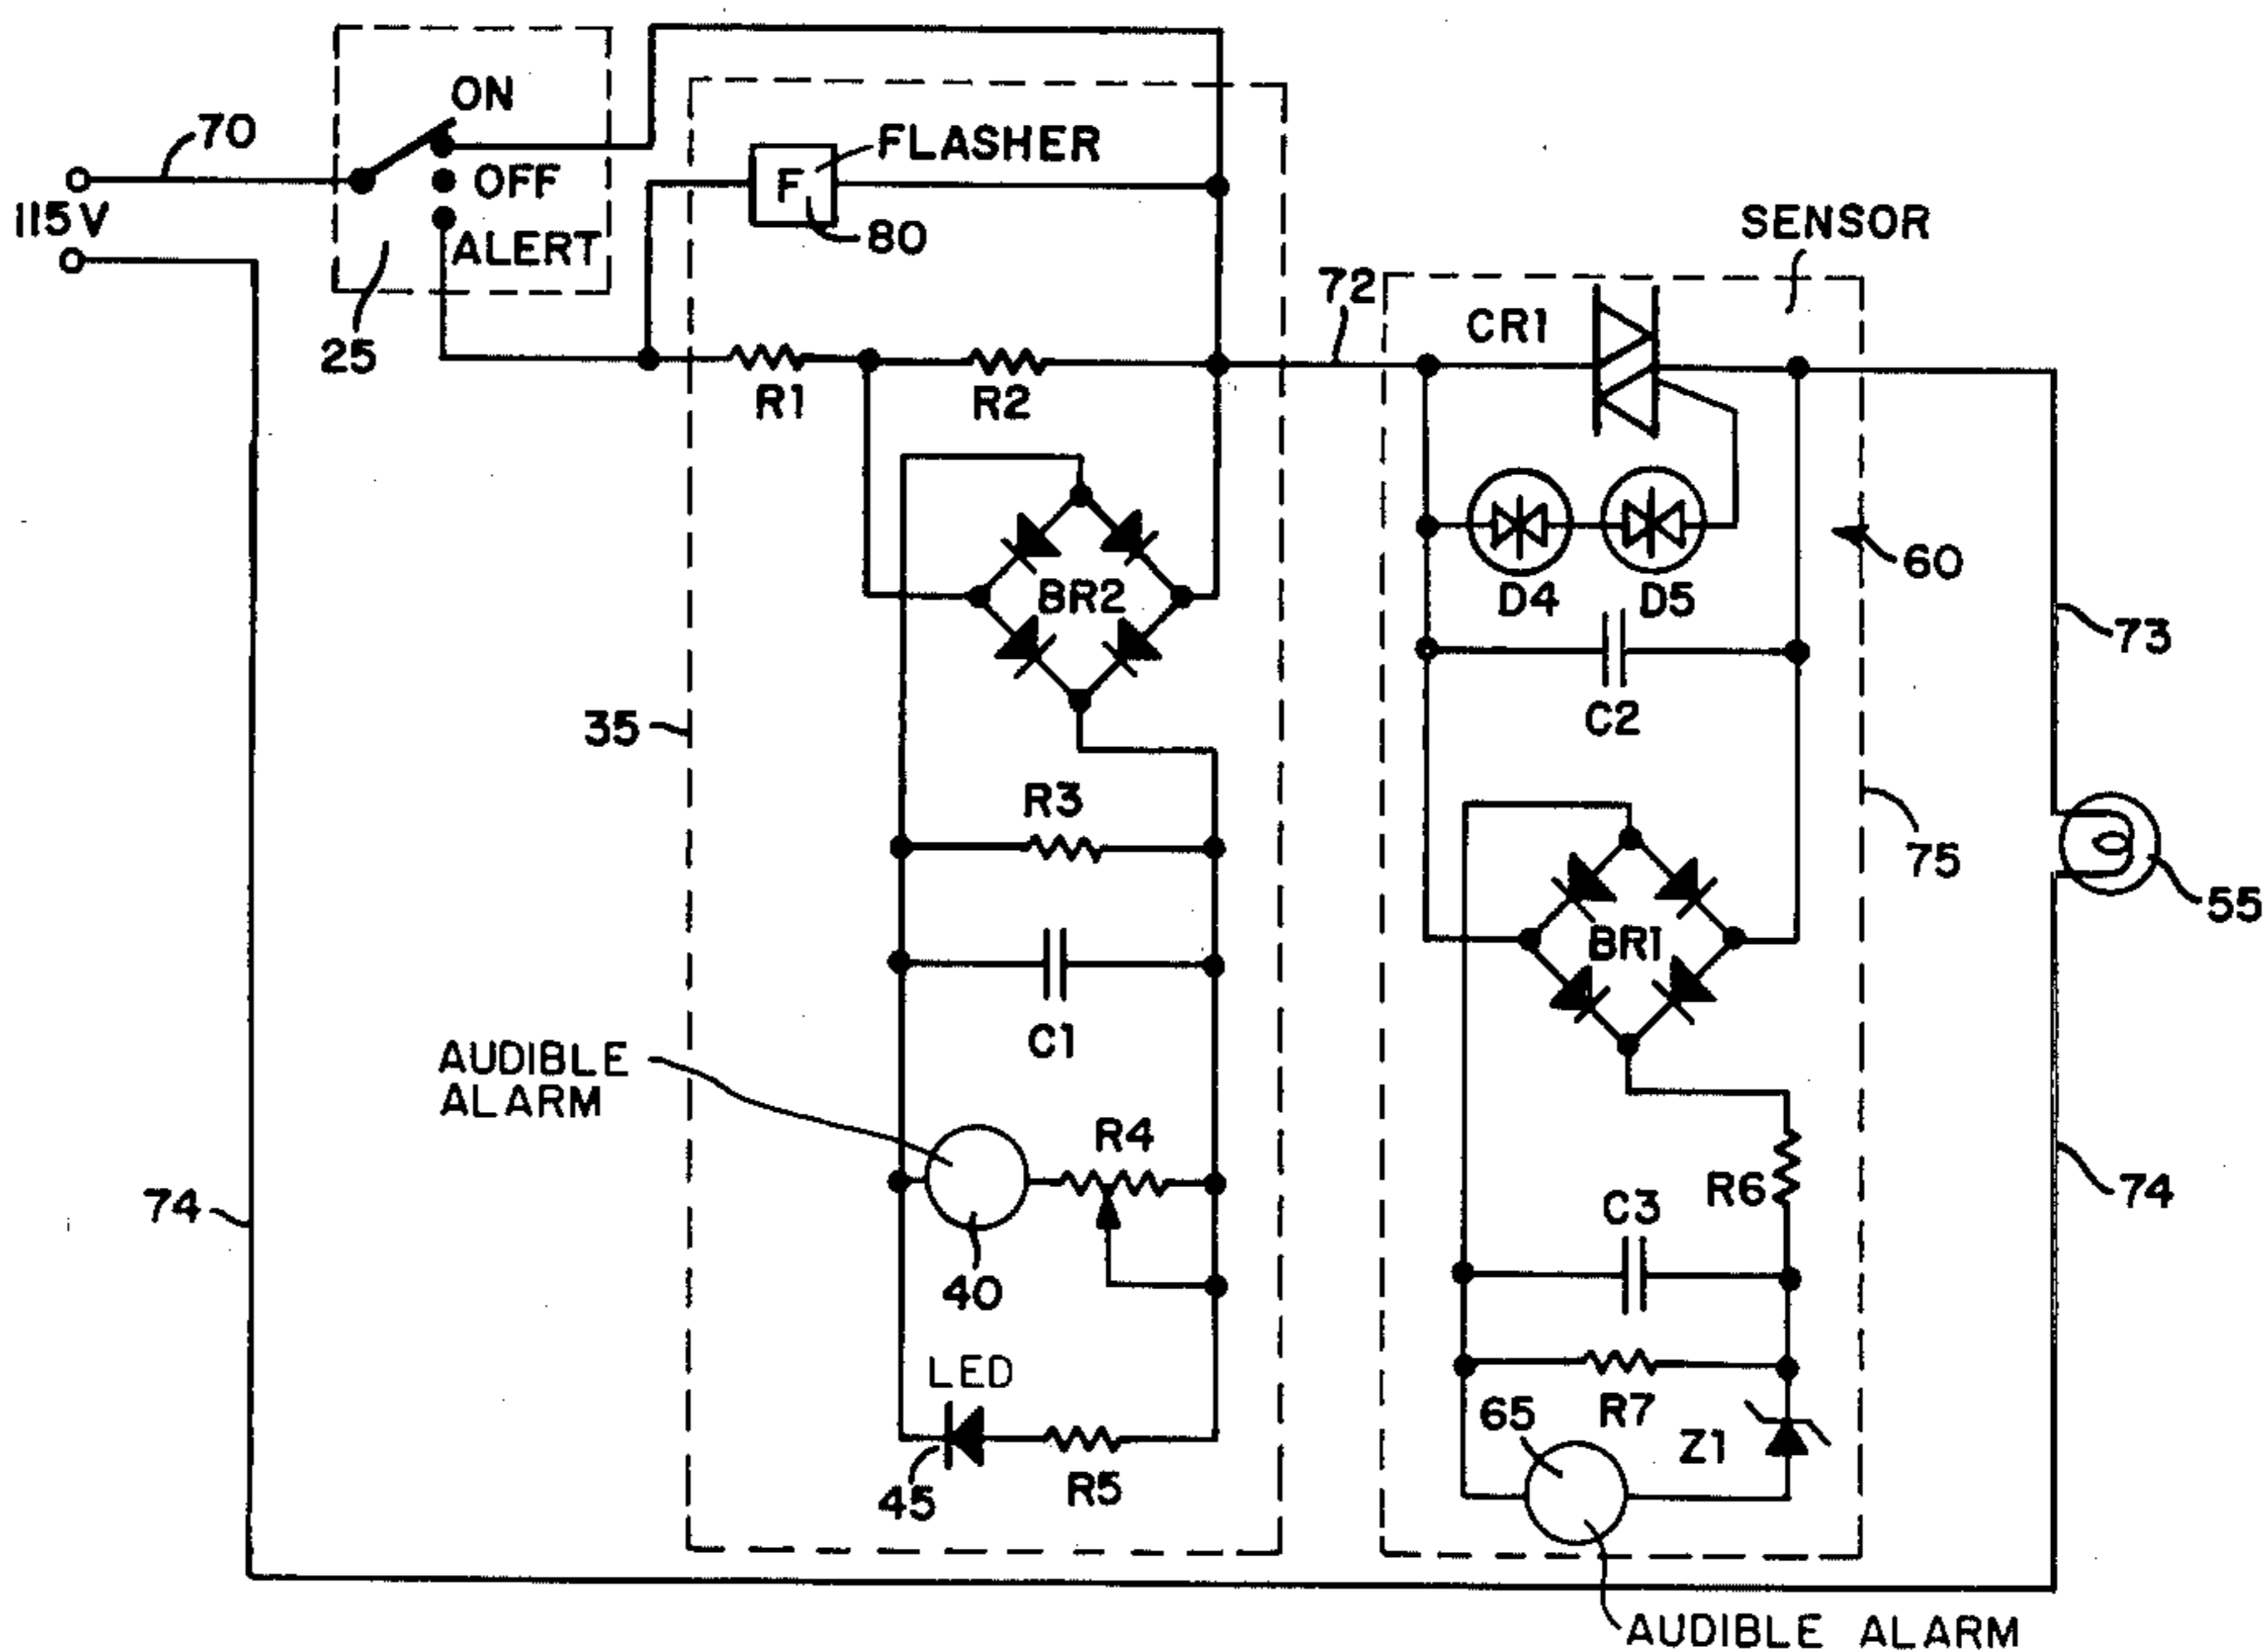 ON
70
OFF
FLASHER
F
115V
80
ALERT
SENSOR
25
72
CR1
R1
R2
BR2
D4
D5
60
73
35
C2
R3
75
55
BR1
C1
AUDIBLE
ALARM
R4
74
R6
74
C3
40
LED
65
R7
Z1
45
R5
AUDIBLE ALARM